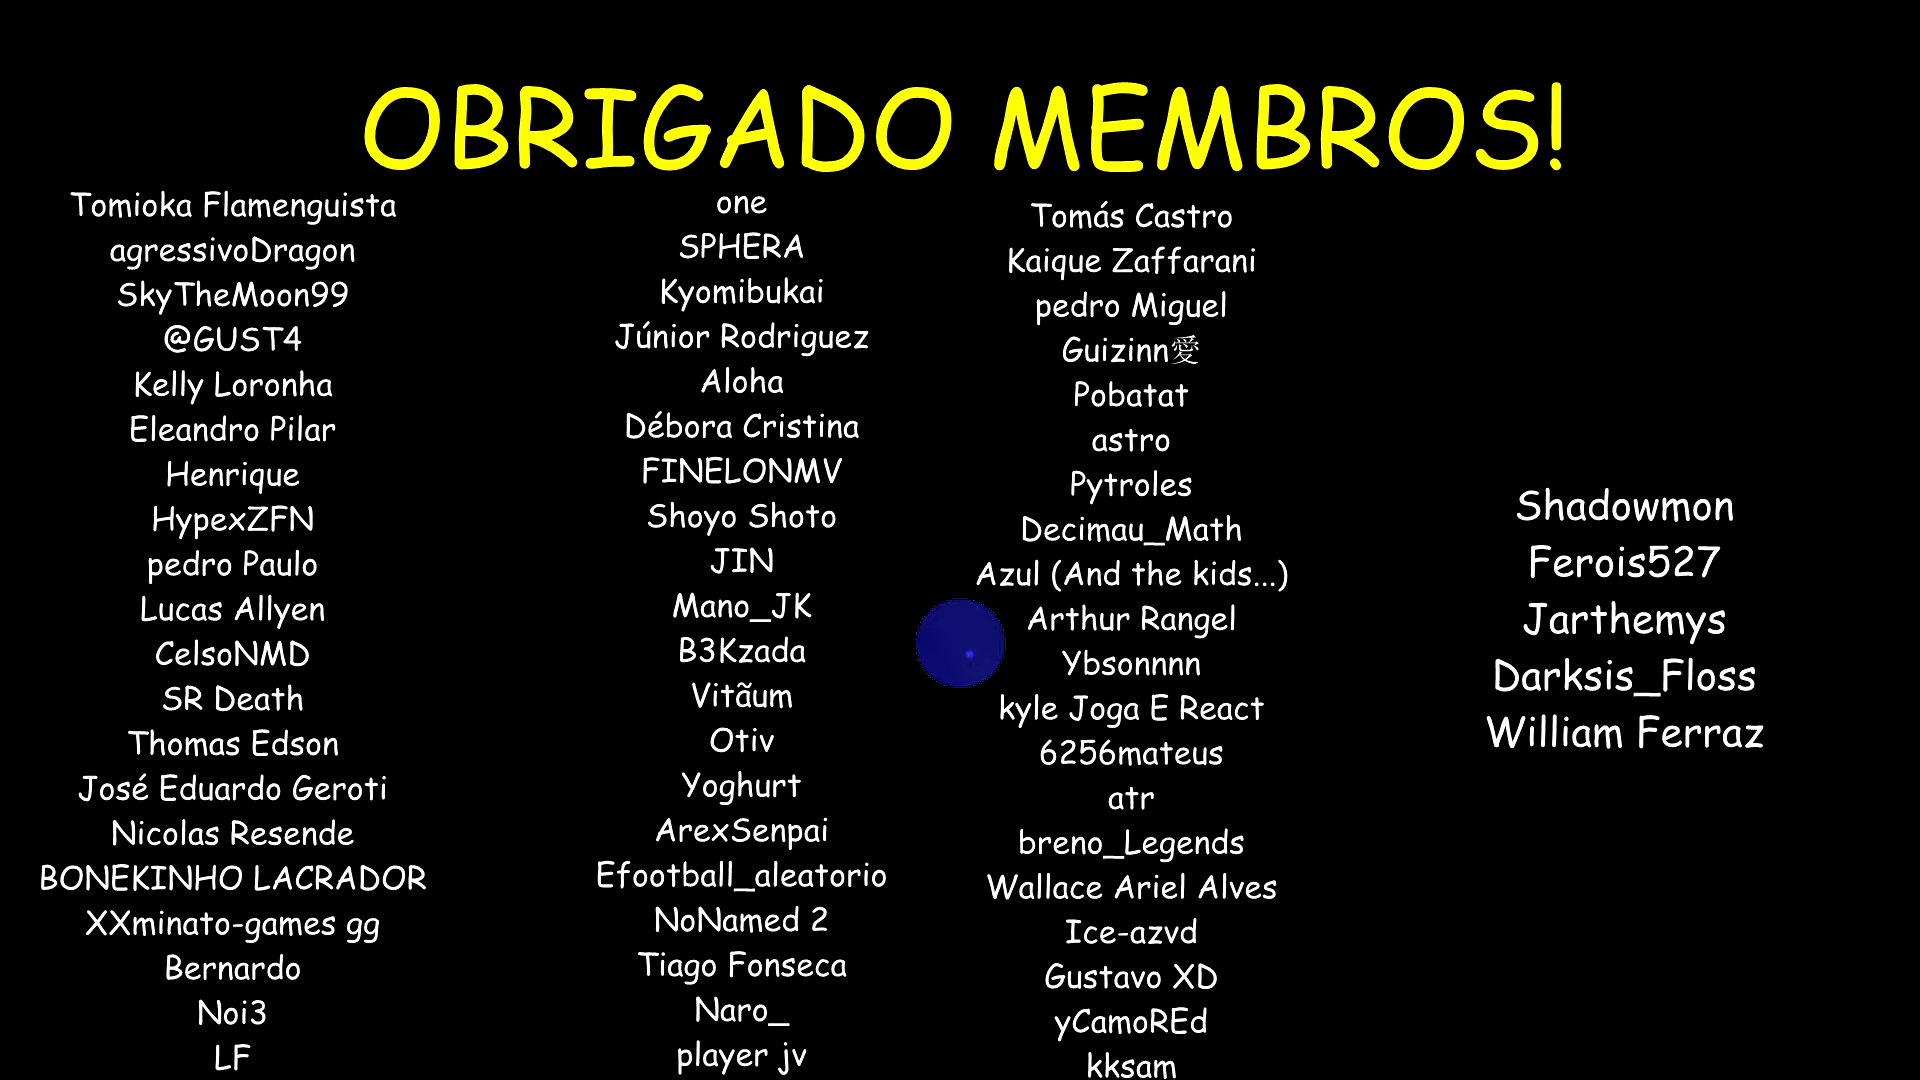 OBRIGADO MEMBROS!
Tomioka Flamenguista
agressivoDragon
SkyTheMoon99
@GUST4
Kelly Loronha
Eleandro Pilar
Henrique
HypexZFN
pedro Paulo
Lucas Allyen
CelsoNMD
SR Death
Thomas Edson
José Eduardo Geroti
Nicolas Resende
BONEKINHO LACRADOR
XXminato-games gg
Bernardo
Noi3
LF
one
SPHERA
Kyomibukai
Júnior Rodriguez
Aloha
Débora Cristina
FINELONMV
Shoyo Shoto
JIN
Mano_JK
B3Kzada
Vitãum
Otiv
Yoghurt
ArexSenpai
Efootball_aleatorio
NoNamed 2
Tiago Fonseca
Naro_
player jv
Tomás Castro
Kaique Zaffarani
pedro Miguel
Guizinn愛
Pobatat
astro
Pytroles
Decimau_Math
Azul (And the kids...)
Arthur Rangel
Ybsonnnn
kyle Joga E React
6256mateus
atr
breno_Legends
Wallace Ariel Alves
Ice-azvd
Gustavo XD
yCamoREd
kksam
Shadowmon
Ferois527
Jarthemys
Darksis_Floss
William Ferraz